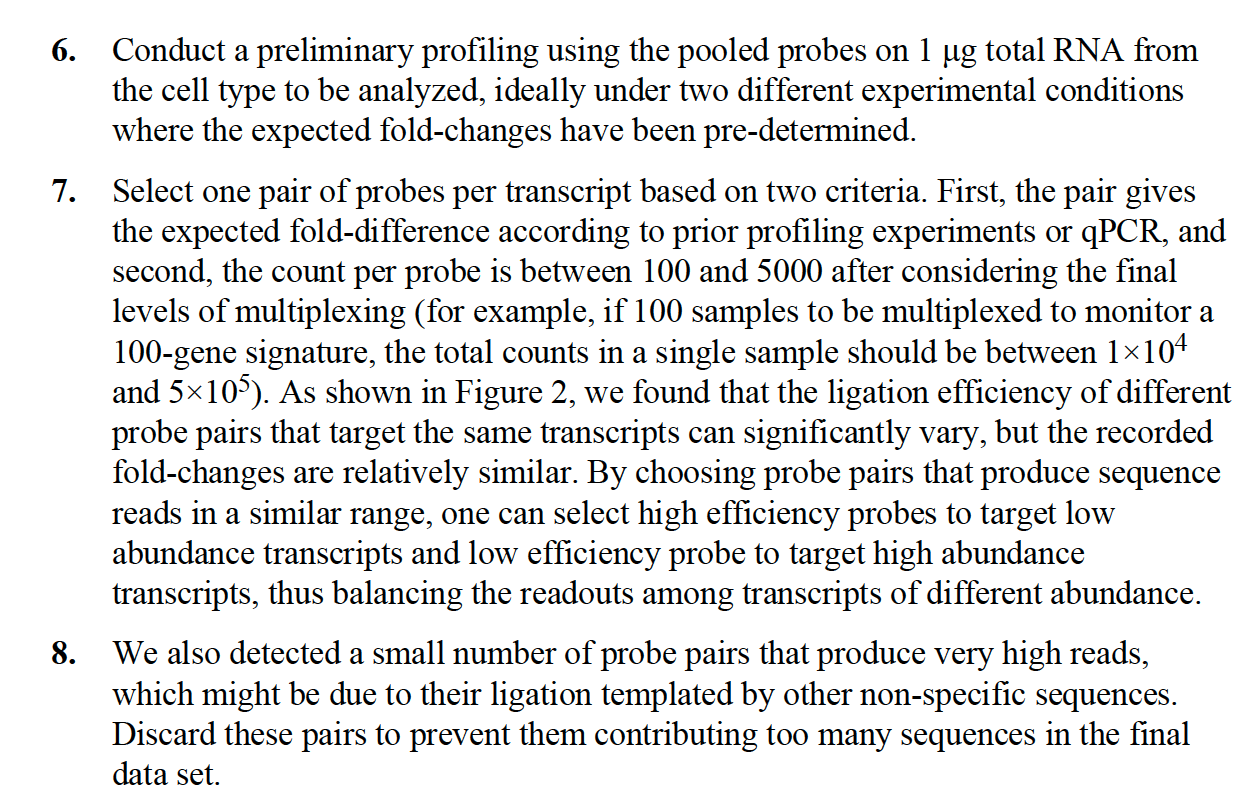 6. Conduct a preliminary profiling using the pooled probes on 1 μg total RNA from
the cell type to be analyzed, ideally under two different experimental conditions
where the expected fold-changes have been pre-determined.
7. Select one pair of probes per transcript based on two criteria. First, the pair gives
the expected fold-difference according to prior profiling experiments or qPCR, and
second, the count per probe is between 100 and 5000 after considering the final
levels of multiplexing (for example, if 100 samples to be multiplexed to monitor a
100-gene signature, the total counts in a single sample should be between 1×10⁴
and 5×10⁵). As shown in Figure 2, we found that the ligation efficiency of different
probe pairs that target the same transcripts can significantly vary, but the recorded
fold-changes are relatively similar. By choosing probe pairs that produce sequence
reads in a similar range, one can select high efficiency probes to target low
abundance transcripts and low efficiency probe to target high abundance
transcripts, thus balancing the readouts among transcripts of different abundance.
8. We also detected a small number of probe pairs that produce very high reads,
which might be due to their ligation templated by other non-specific sequences.
Discard these pairs to prevent them contributing too many sequences in the final
data set.